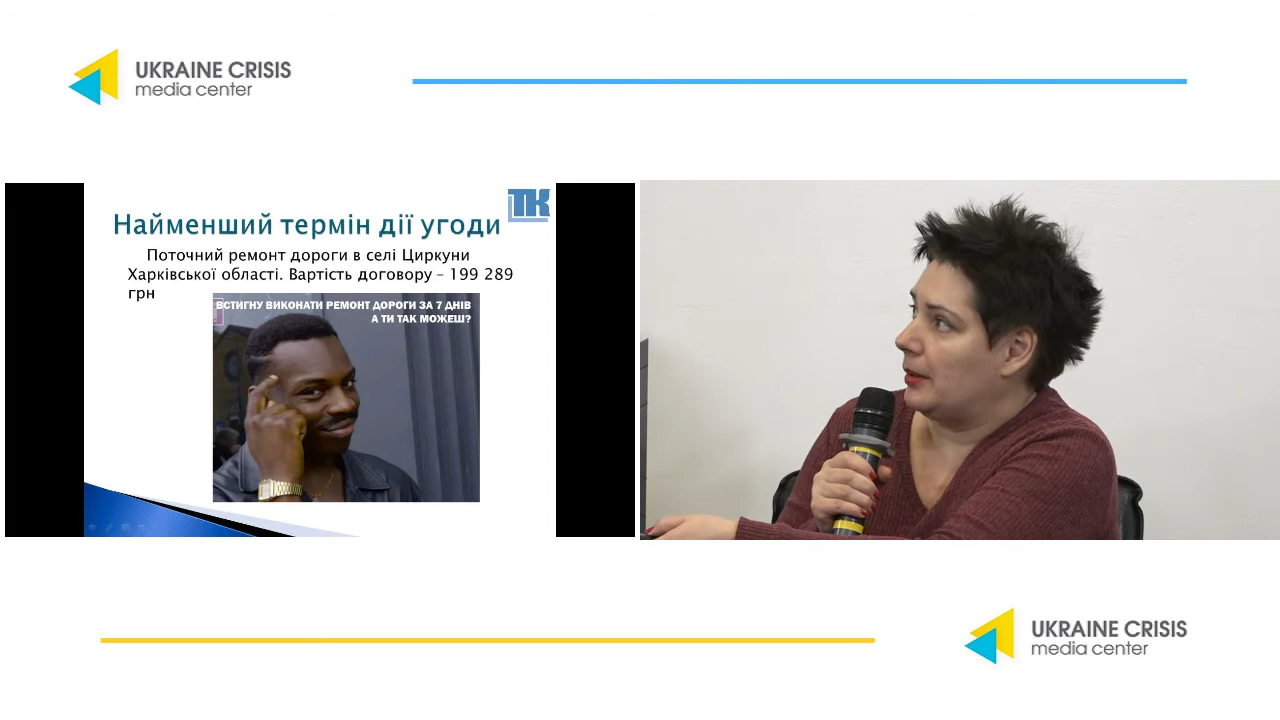 UKRAINE CRISIS
media center
ТК
Найменший термін дії угоди
Поточний ремонт дороги в селі Циркуни
Харківської області. Вартість договору – 199 289
грн
ВСТИГНУ ВИКОНАТИ РЕМОНТ ДОРОГИ ЗА 7 ДНІВ
А ТИ ТАК МОЖЕШ?
UKRAINE CRISIS
media center